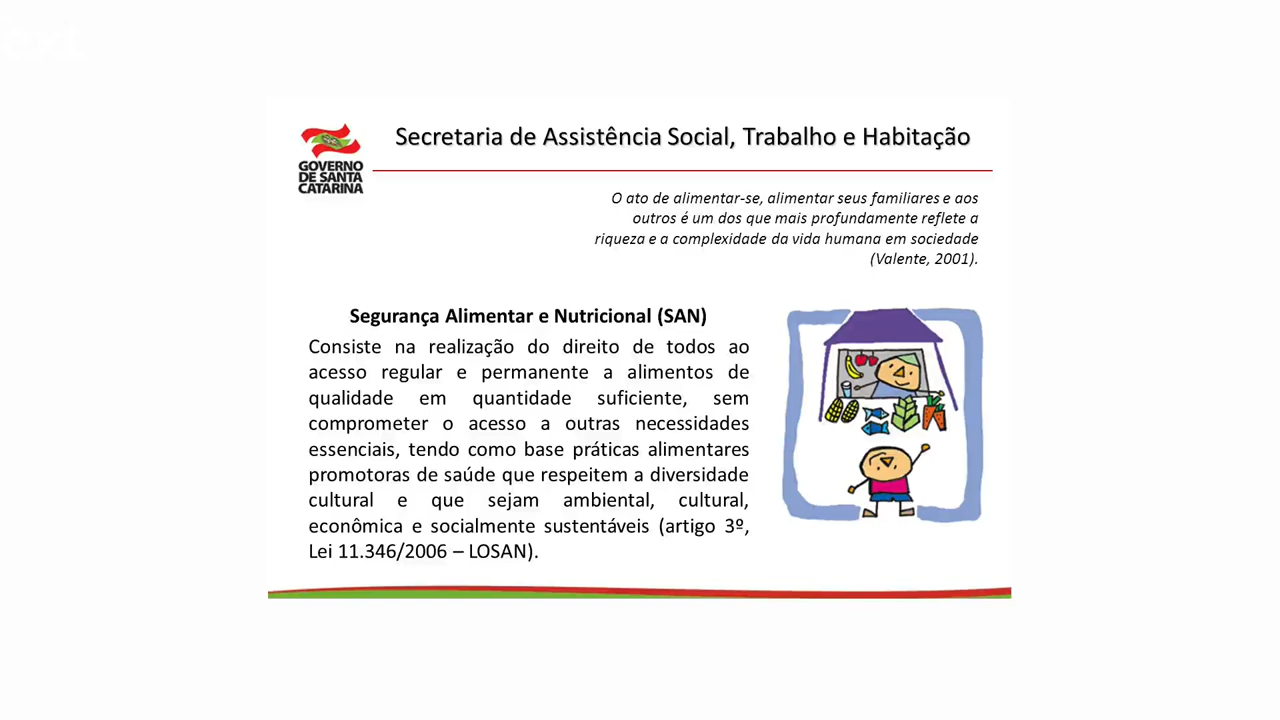 Secretaria de Assistência Social, Trabalho e Habitação
GOVERNO
DE SANTA
CATARINA
O ato de alimentar-se, alimentar seus familiares e aos
outros é um dos que mais profundamente reflete a
riqueza e a complexidade da vida humana em sociedade
(Valente, 2001).
Segurança Alimentar e Nutricional (SAN)
Consiste na realização do direito de todos ao
acesso regular e permanente a alimentos de
qualidade em quantidade suficiente, sem
comprometer o acesso a outras necessidades
essenciais, tendo como base práticas alimentares
promotoras de saúde que respeitem a diversidade
cultural e que sejam ambiental, cultural,
econômica e socialmente sustentáveis (artigo 3º,
Lei 11.346/2006 – LOSAN).